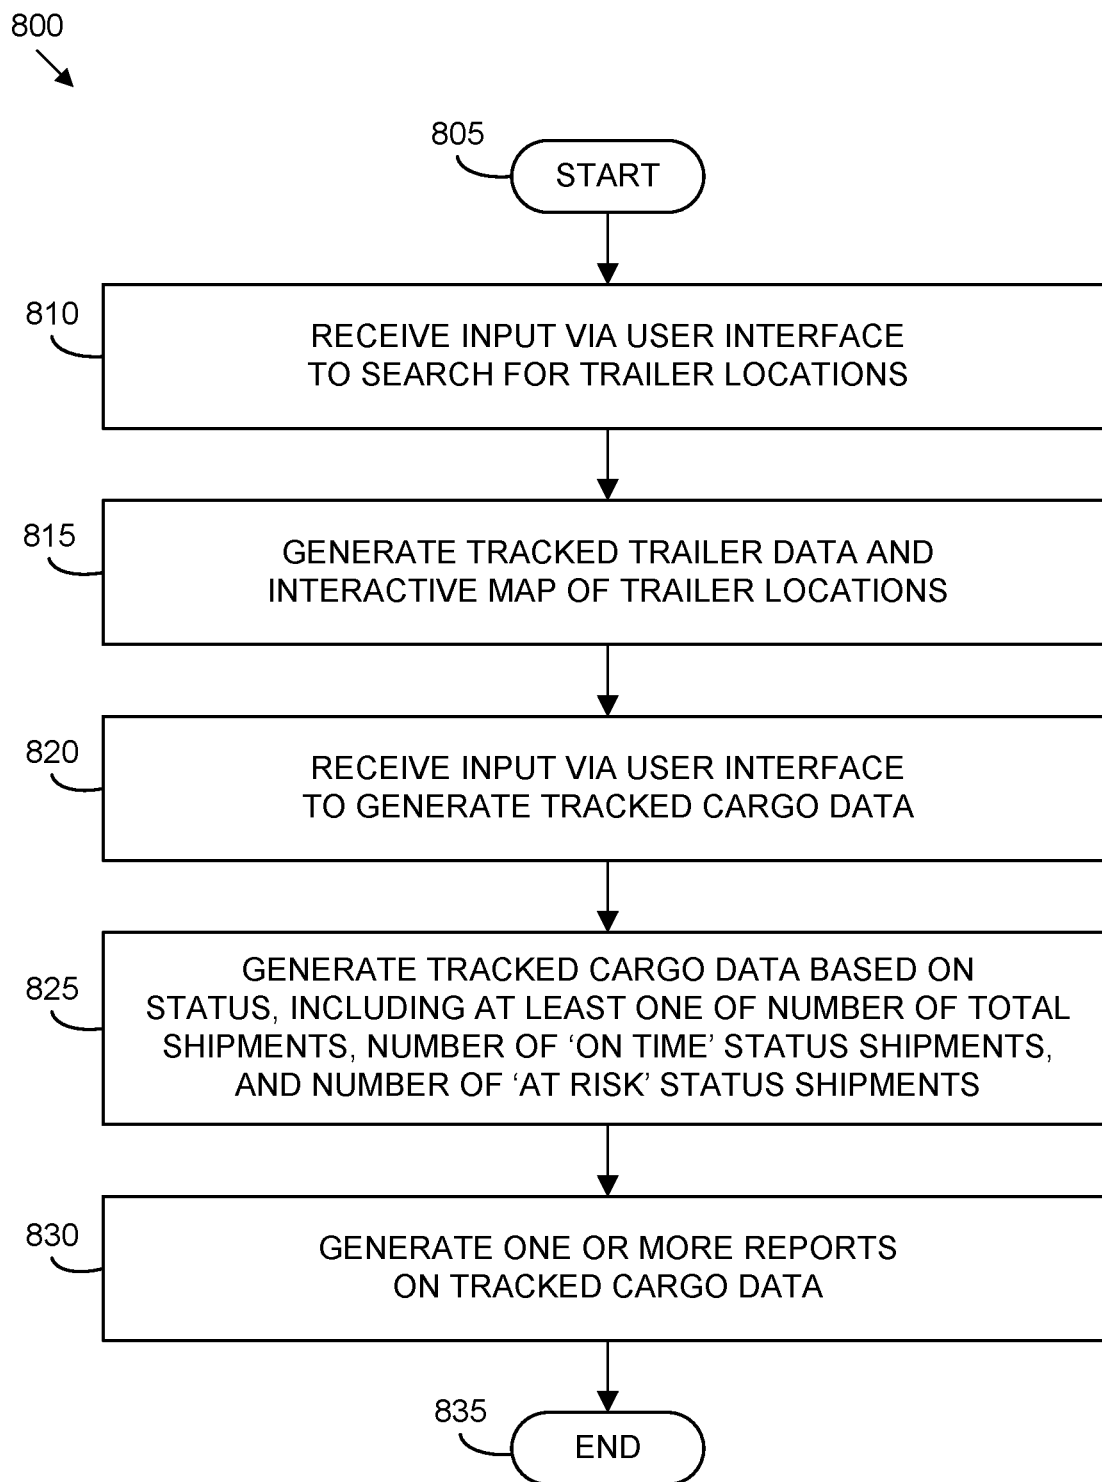 800
805
START
810
RECEIVE INPUT VIA USER INTERFACE
TO SEARCH FOR TRAILER LOCATIONS
815
GENERATE TRACKED TRAILER DATA AND
INTERACTIVE MAP OF TRAILER LOCATIONS
820
RECEIVE INPUT VIA USER INTERFACE
TO GENERATE TRACKED CARGO DATA
825
GENERATE TRACKED CARGO DATA BASED ON
STATUS, INCLUDING AT LEAST ONE OF NUMBER OF TOTAL
SHIPMENTS, NUMBER OF ‘ON TIME’ STATUS SHIPMENTS,
AND NUMBER OF ‘AT RISK’ STATUS SHIPMENTS
830
GENERATE ONE OR MORE REPORTS
ON TRACKED CARGO DATA
835
END